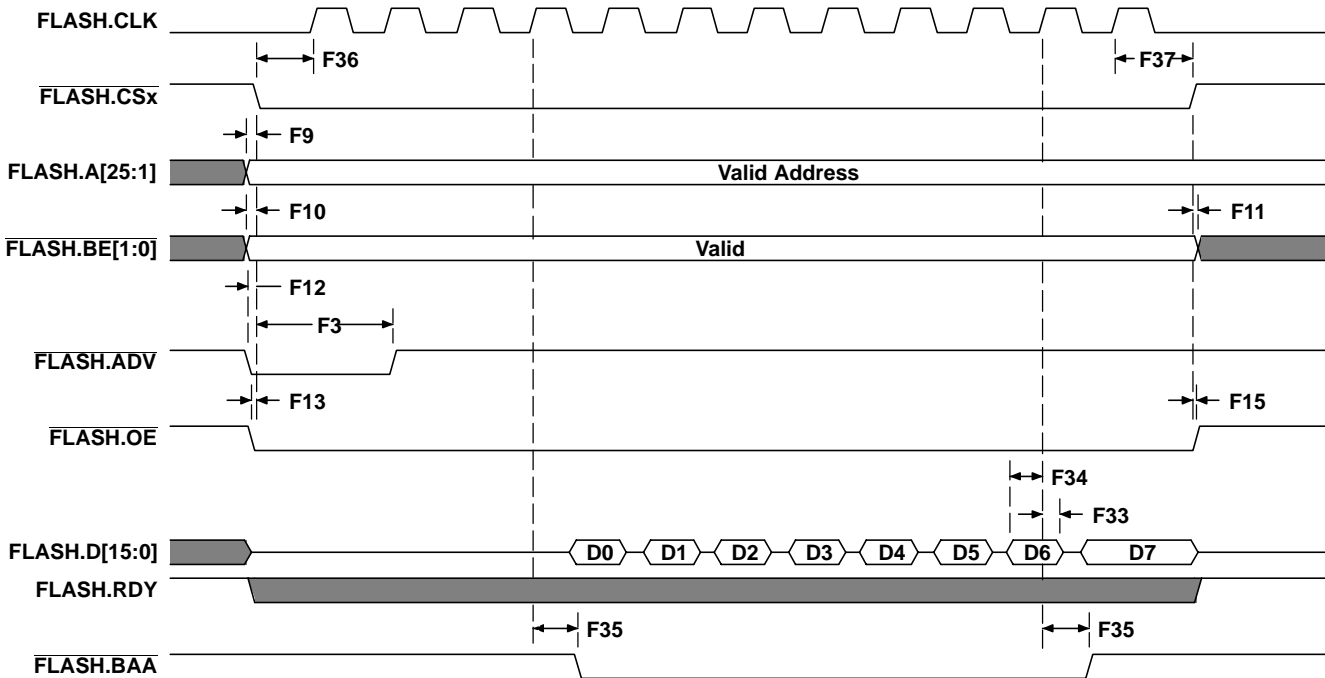 FLASH.CLK
F36
F37
FLASH.CSx
F9
FLASH.A[25:1]
Valid Address
F10
F11
FLASH.BE[1:0]
Valid
F12
F3
FLASH.ADV
F13
F15
FLASH.OE
F34
F33
FLASH.D[15:0]
D0 D1 D2 D3 D4 D5 D6 D7
FLASH.RDY
F35
F35
FLASH.BAA